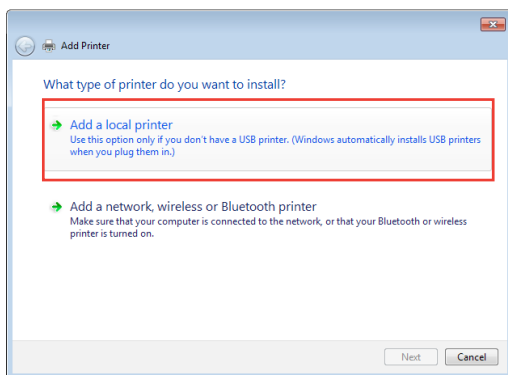 Add Printer
What type of printer do you want to install?
Add a local printer
Use this option only if you don't have a USB printer. (Windows automatically installs USB printers
when you plug them in.)
Add a network, wireless or Bluetooth printer
Make sure that your computer is connected to the network, or that your Bluetooth or wireless
printer is turned on.
Next Cancel